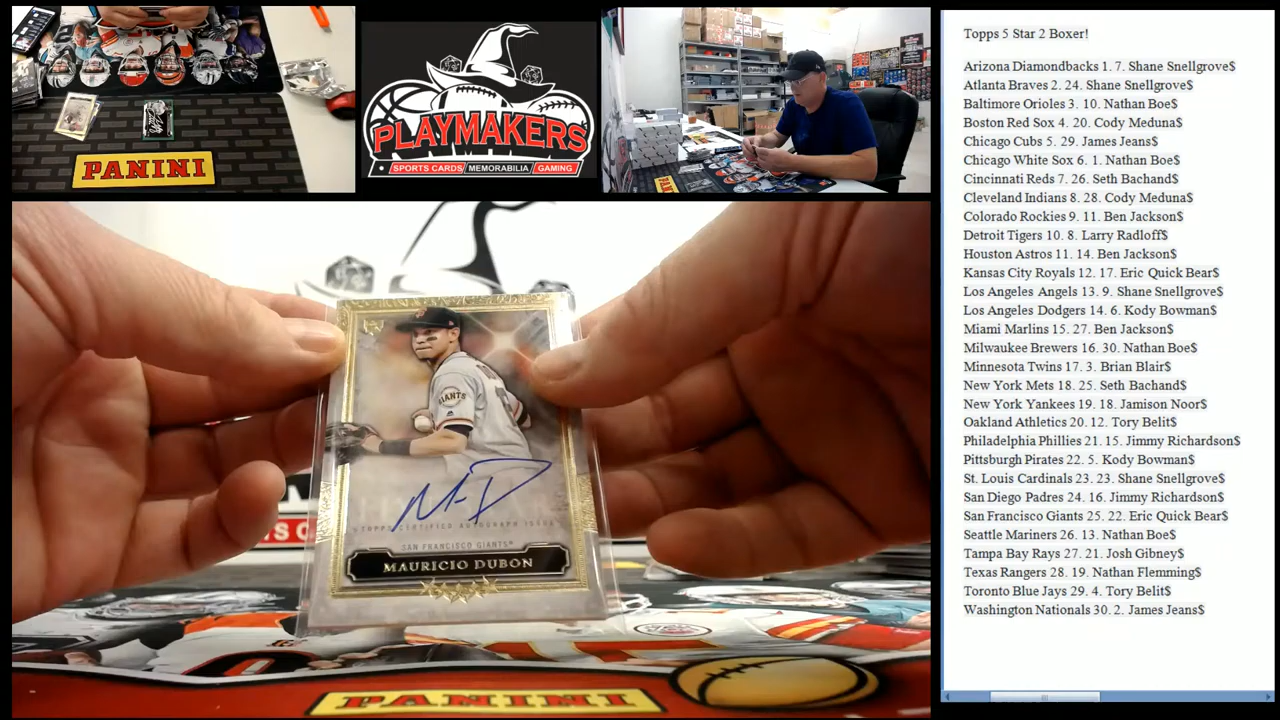 PANINI
PLAYMAKERS
SPORTS CARDS MEMORABILIA GAMING
GIANTS
TOPPS CERTIFIED AUTOGRAPH ISSUE
SAN FRANCISCO GIANTS
MAURICIO DUBON
PANINI
Topps 5 Star 2 Boxer!
Arizona Diamondbacks 1. 7. Shane Snellgrove$
Atlanta Braves 2. 24. Shane Snellgrove$
Baltimore Orioles 3. 10. Nathan Boe$
Boston Red Sox 4. 20. Cody Meduna$
Chicago Cubs 5. 29. James Jeans$
Chicago White Sox 6. 1. Nathan Boe$
Cincinnati Reds 7. 26. Seth Bachand$
Cleveland Indians 8. 28. Cody Meduna$
Colorado Rockies 9. 11. Ben Jackson$
Detroit Tigers 10. 8. Larry Radloff$
Houston Astros 11. 14. Ben Jackson$
Kansas City Royals 12. 17. Eric Quick Bear$
Los Angeles Angels 13. 9. Shane Snellgrove$
Los Angeles Dodgers 14. 6. Kody Bowman$
Miami Marlins 15. 27. Ben Jackson$
Milwaukee Brewers 16. 30. Nathan Boe$
Minnesota Twins 17. 3. Brian Blair$
New York Mets 18. 25. Seth Bachand$
New York Yankees 19. 18. Jamison Noor$
Oakland Athletics 20. 12. Tory Belit$
Philadelphia Phillies 21. 15. Jimmy Richardson$
Pittsburgh Pirates 22. 5. Kody Bowman$
St. Louis Cardinals 23. 23. Shane Snellgrove$
San Diego Padres 24. 16. Jimmy Richardson$
San Francisco Giants 25. 22. Eric Quick Bear$
Seattle Mariners 26. 13. Nathan Boe$
Tampa Bay Rays 27. 21. Josh Gibney$
Texas Rangers 28. 19. Nathan Flemming$
Toronto Blue Jays 29. 4. Tory Belit$
Washington Nationals 30. 2. James Jeans$